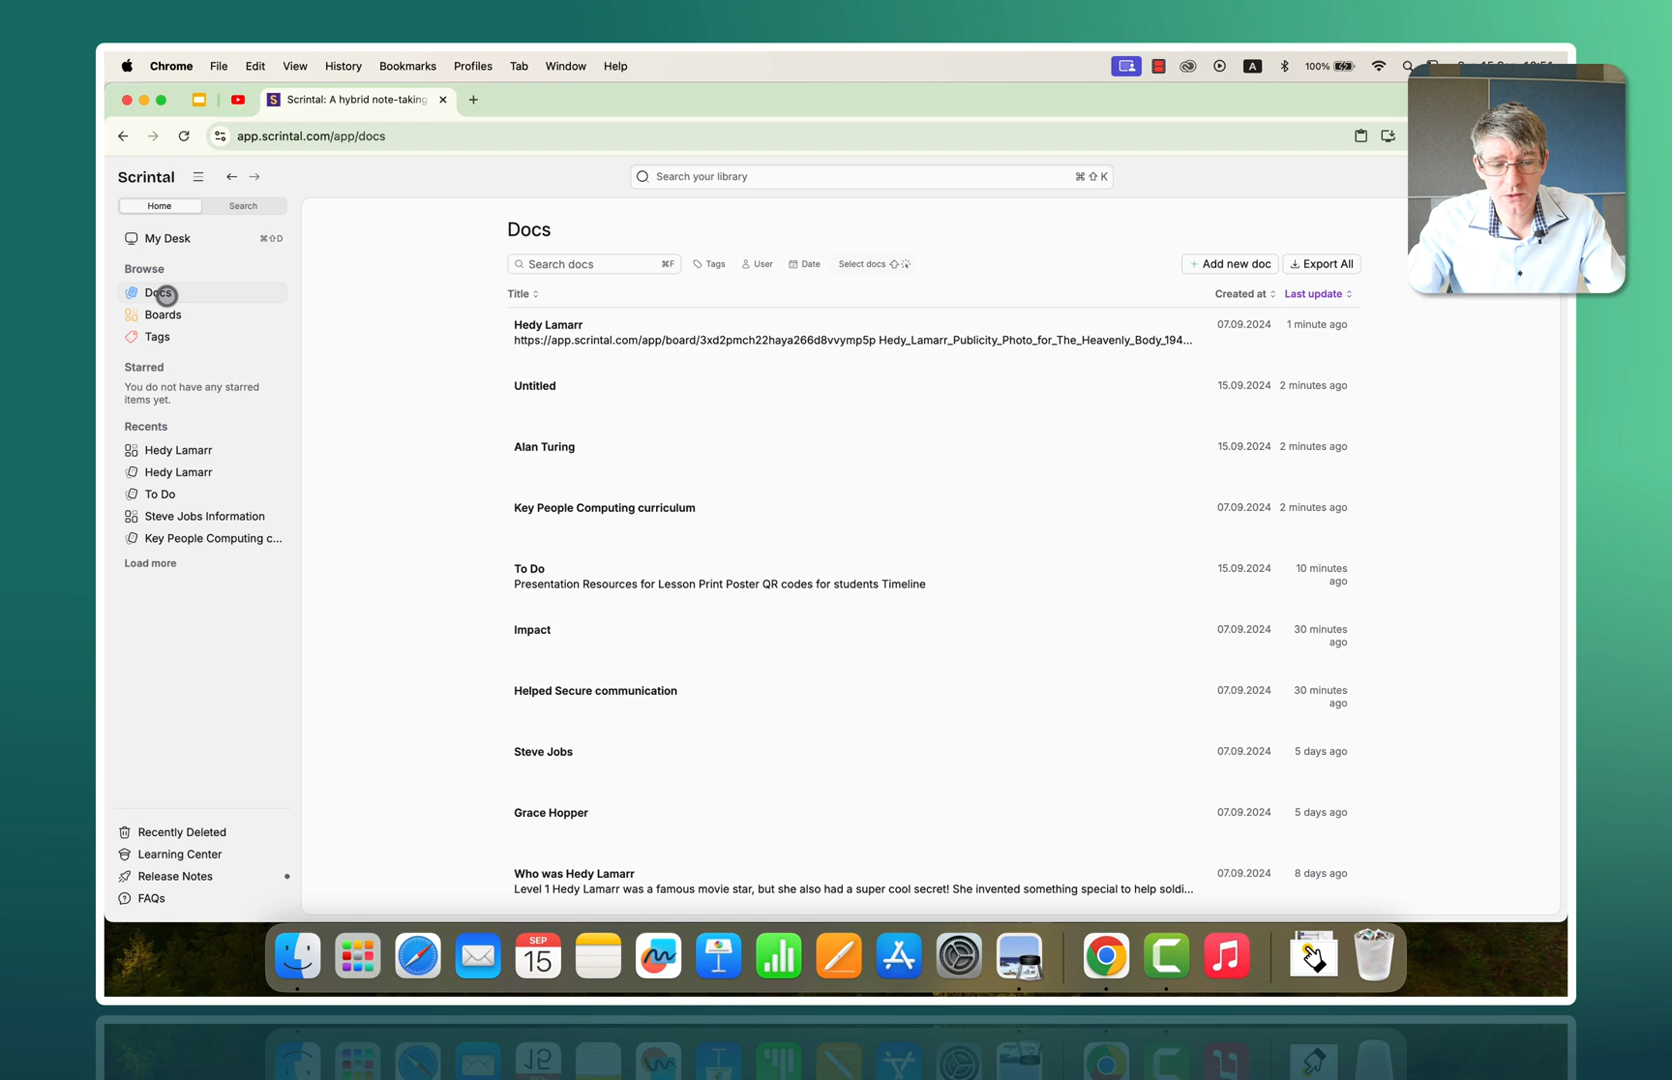 Chrome File Edit View History Bookmarks Profiles Tab Window Help
A 100%
Scrintal: A hybrid note-taking
app.scrintal.com/app/docs
Scrintal
Search your library ⌘ ⇧ K
Home Search
My Desk ⌘⇧D
Browse
Docs
Boards
Tags
Starred
You do not have any starred
items yet.
Recents
Hedy Lamarr
Hedy Lamarr
To Do
Steve Jobs Information
Key People Computing c...
Load more
Recently Deleted
Learning Center
Release Notes
FAQs
Docs
Search docs ⌘F Tags User Date Select docs + Add new doc Export All
Title Created at Last update
Hedy Lamarr 07.09.2024 1 minute ago
https://app.scrintal.com/app/board/3xd2pmch22haya266d8vvymp5p Hedy_Lamarr_Publicity_Photo_for_The_Heavenly_Body_194...
Untitled 15.09.2024 2 minutes ago
Alan Turing 15.09.2024 2 minutes ago
Key People Computing curriculum 07.09.2024 2 minutes ago
To Do 15.09.2024 10 minutes
ago
Presentation Resources for Lesson Print Poster QR codes for students Timeline
Impact 07.09.2024 30 minutes
ago
Helped Secure communication 07.09.2024 30 minutes
ago
Steve Jobs 07.09.2024 5 days ago
Grace Hopper 07.09.2024 5 days ago
Who was Hedy Lamarr 07.09.2024 8 days ago
Level 1 Hedy Lamarr was a famous movie star, but she also had a super cool secret! She invented something special to help soldi...
SEP
15